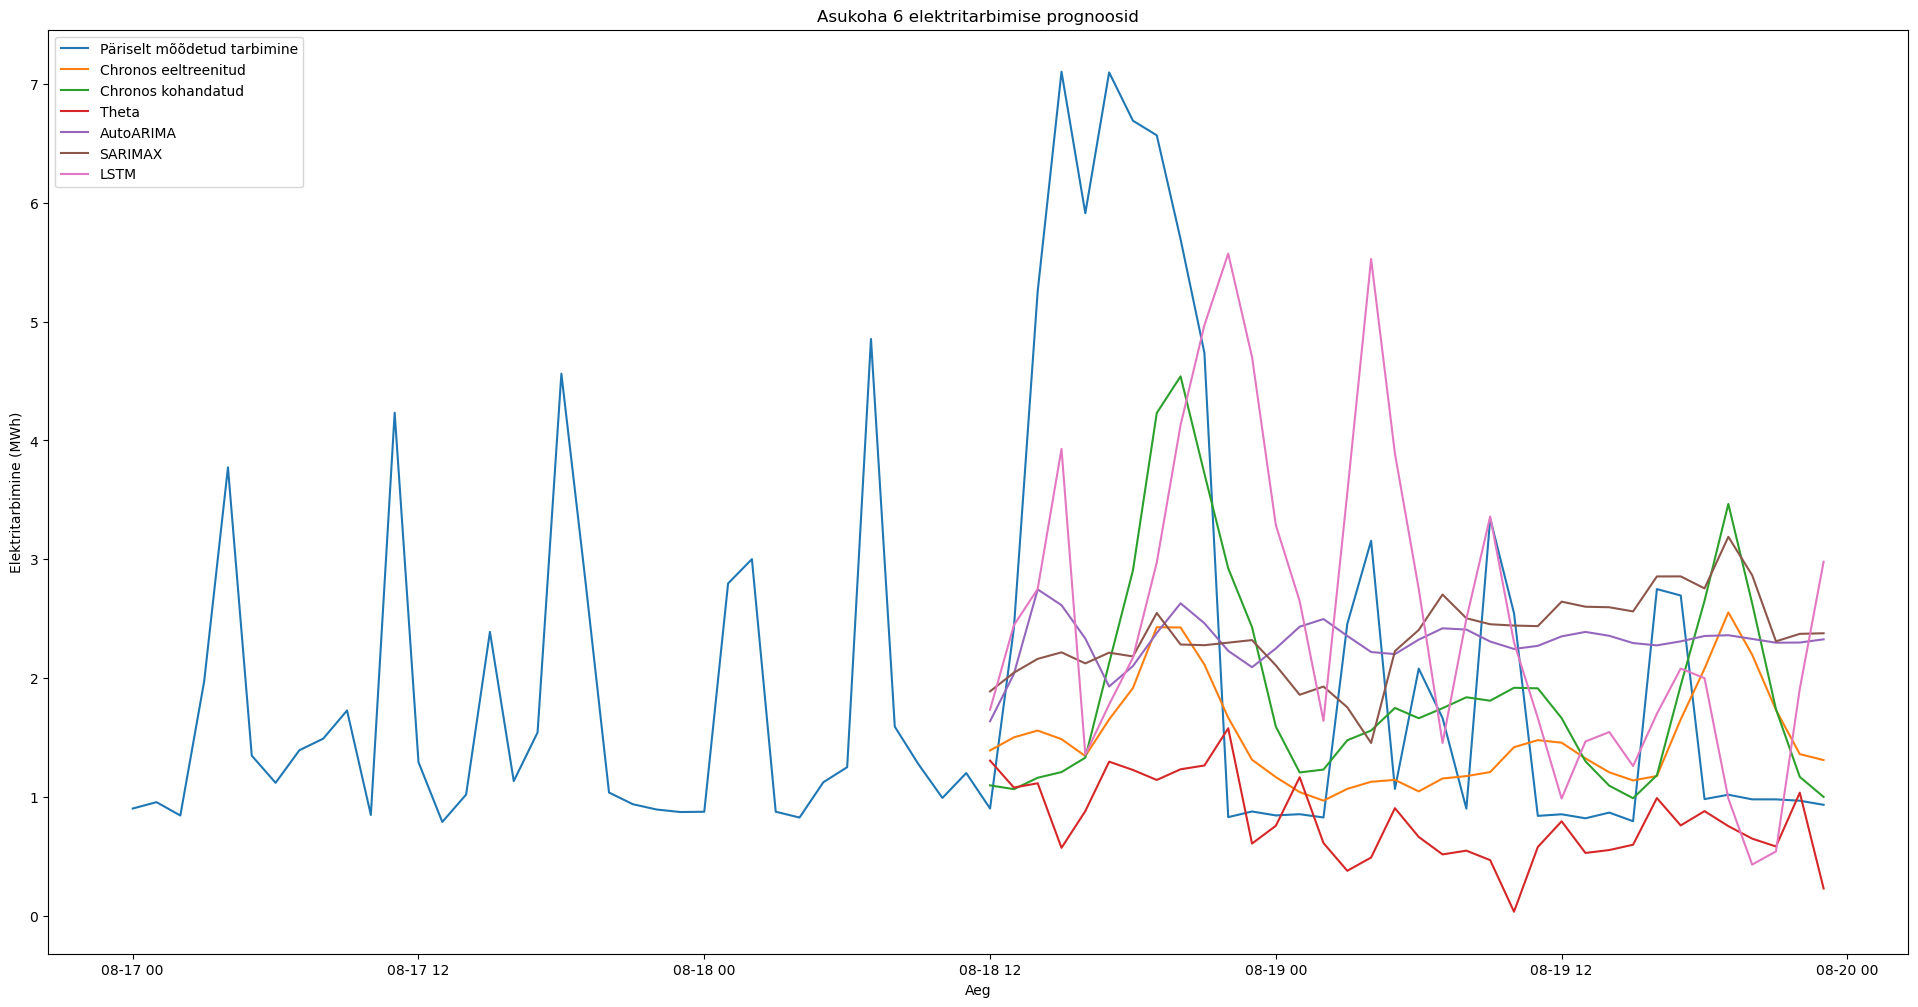 Asukoha 6 elektritarbimise prognoosid
Päriselt mõõdetud tarbimine
Chronos eeltreenitud
Chronos kohandatud
Theta
AutoARIMA
SARIMAX
LSTM
Elektritarbimine (MWh)
7
6
5
4
3
2
1
0
08-17 00
08-17 12
08-18 00
08-18 12
08-19 00
08-19 12
08-20 00
Aeg